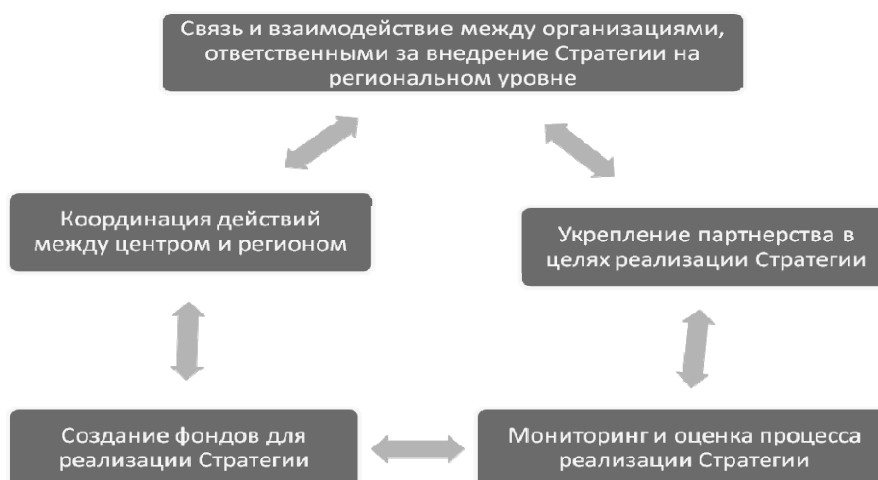 Связь и взаимодействие между организациями,
ответственными за внедрение Стратегии на
региональном уровне
Координация действий
между центром и регионом
Укрепление партнерства в
целях реализации Стратегии
Создание фондов для
реализации Стратегии
Мониторинг и оценка процесса
реализации Стратегии